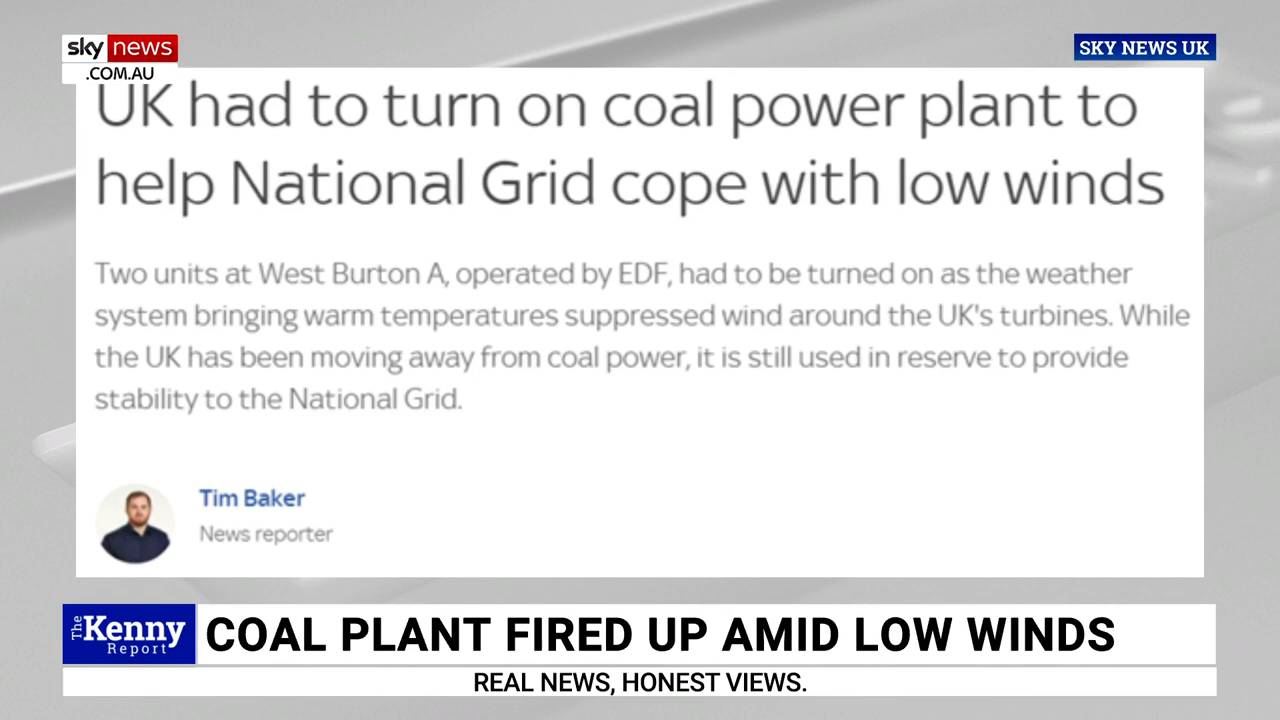 sky news
.COM.AU
SKY NEWS UK
UK had to turn on coal power plant to
help National Grid cope with low winds
Two units at West Burton A, operated by EDF, had to be turned on as the weather
system bringing warm temperatures suppressed wind around the UK's turbines. While
the UK has been moving away from coal power, it is still used in reserve to provide
stability to the National Grid.
Tim Baker
News reporter
The Kenny Report
COAL PLANT FIRED UP AMID LOW WINDS
REAL NEWS, HONEST VIEWS.